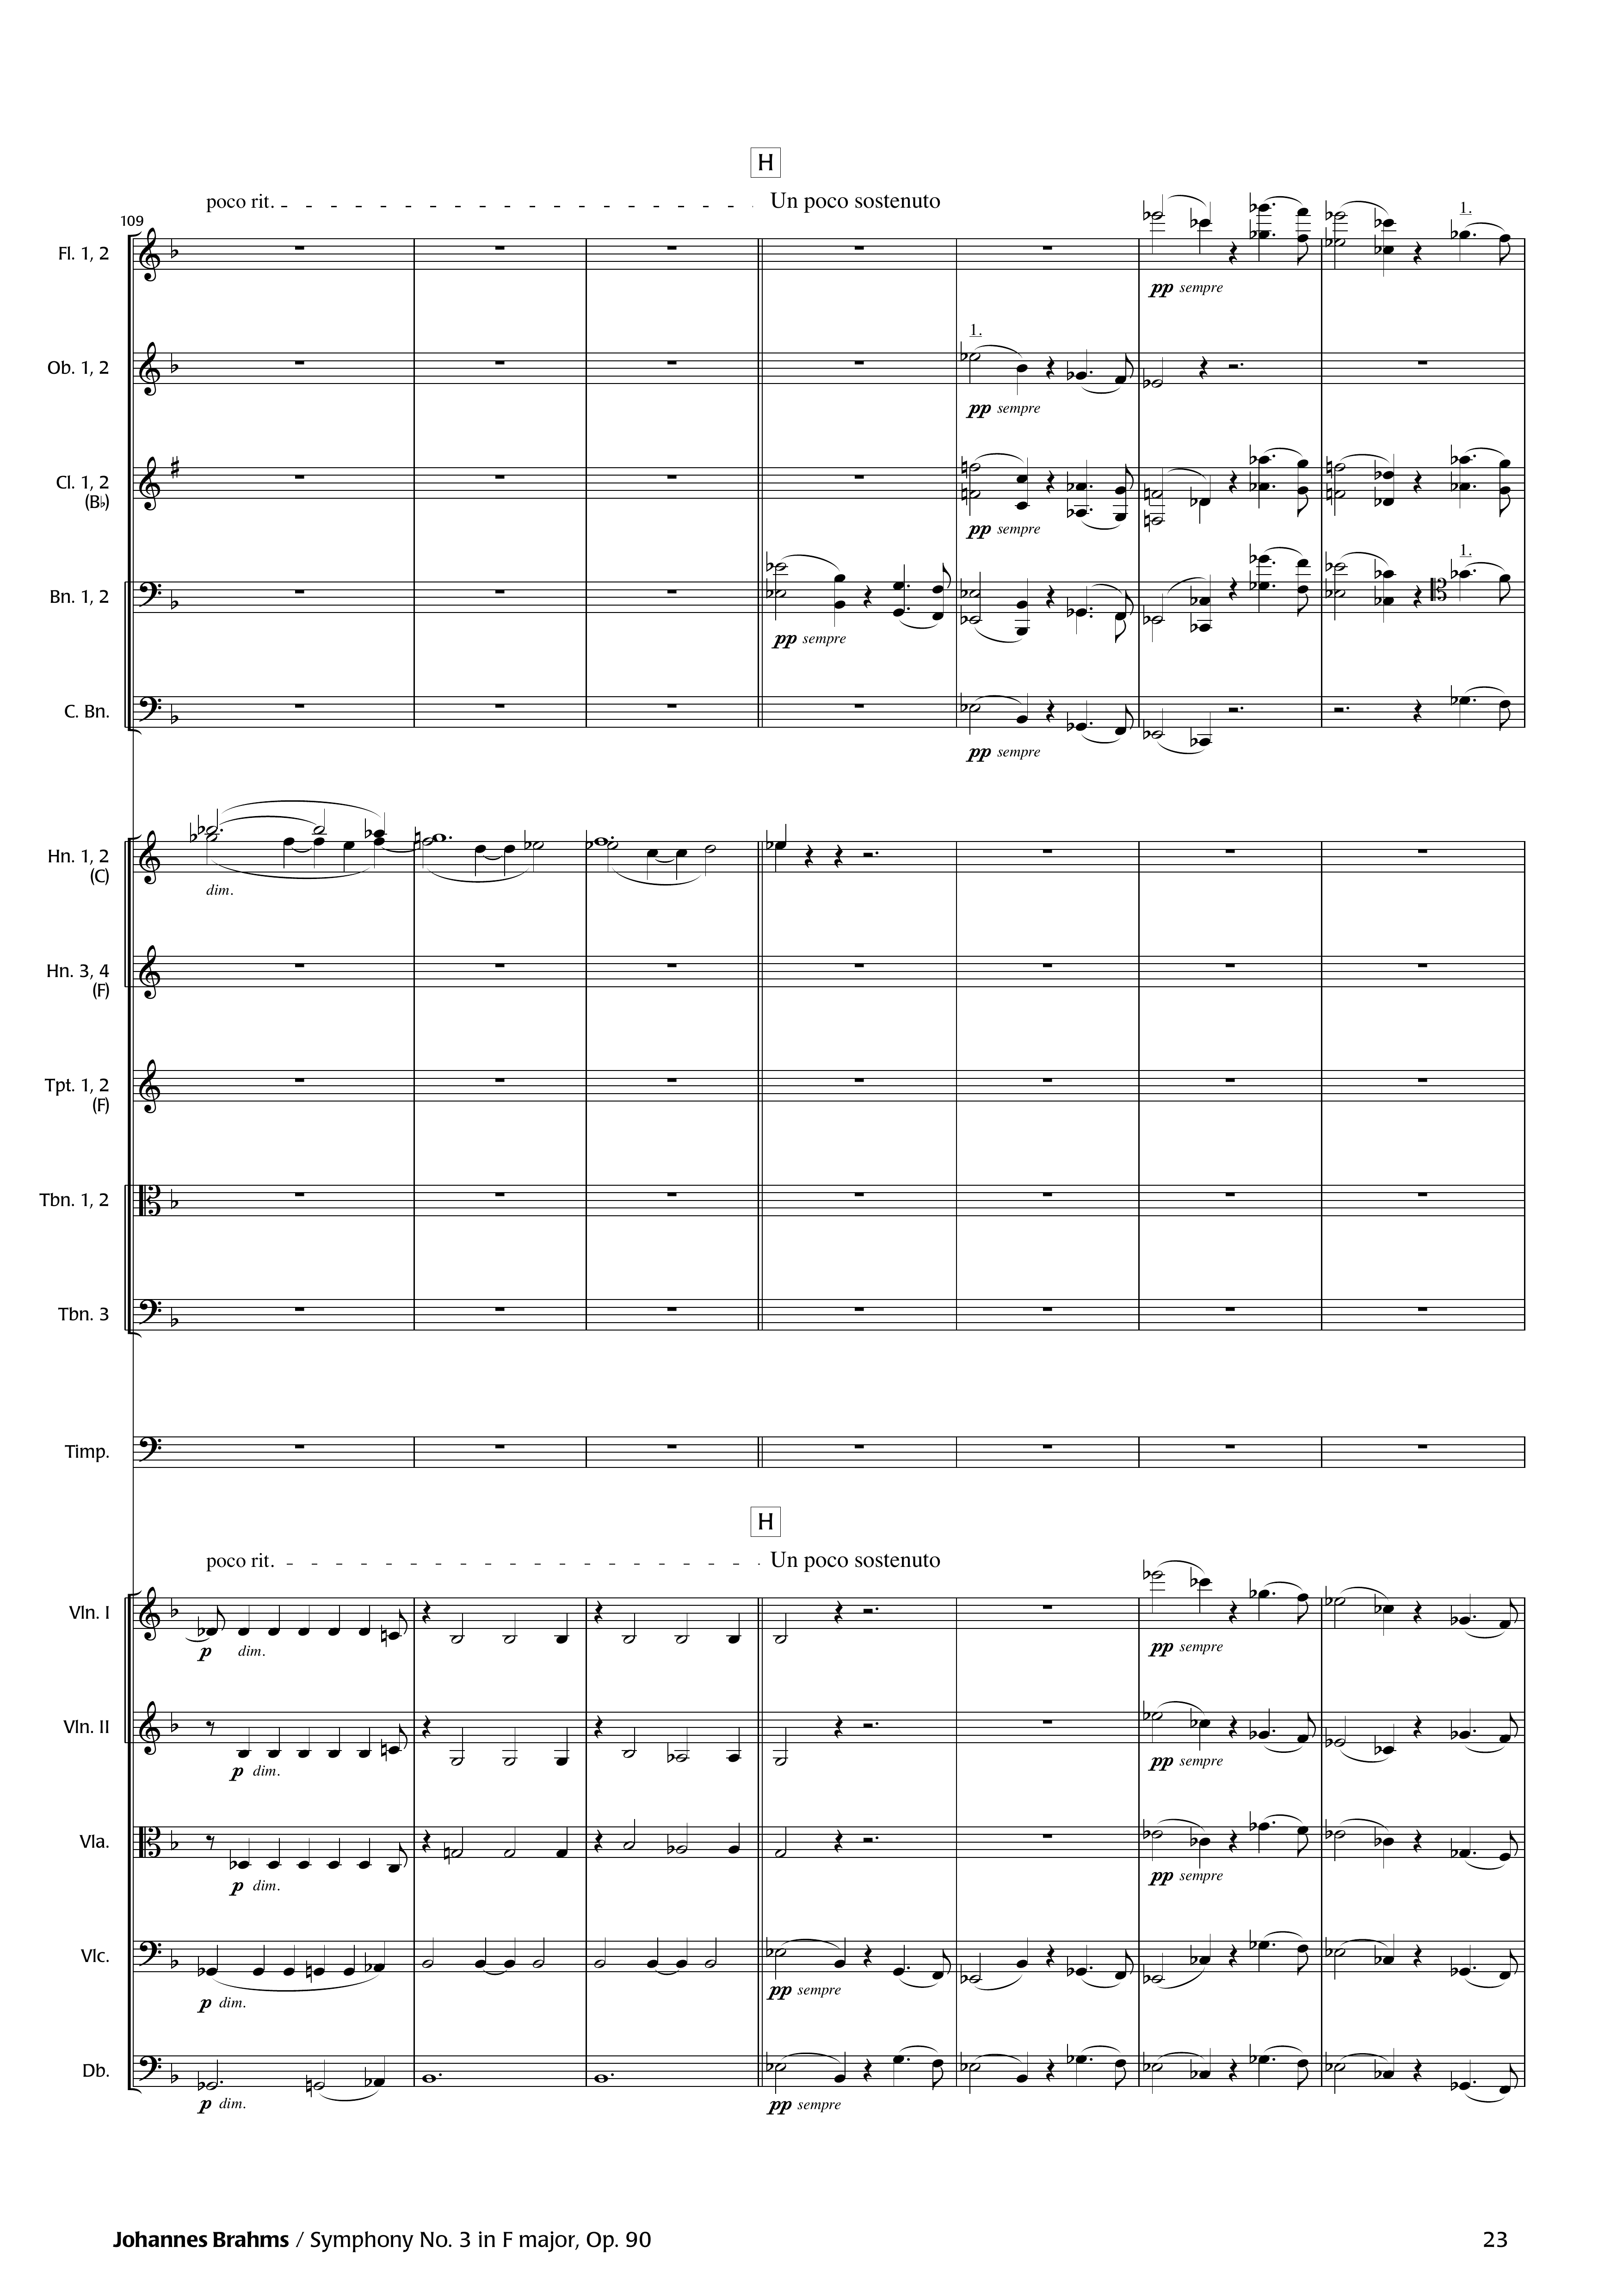 H
poco rit. Un poco sostenuto
109
Fl. 1, 2
1.
pp sempre
Ob. 1, 2
1.
pp sempre
Cl. 1, 2
(B♭)
pp sempre
Bn. 1, 2
1.
pp sempre
C. Bn.
pp sempre
Hn. 1, 2
(C)
dim.
Hn. 3, 4
(F)
Tpt. 1, 2
(F)
Tbn. 1, 2
Tbn. 3
Timp.
H
poco rit. Un poco sostenuto
Vln. I
p dim. pp sempre
Vln. II
p dim. pp sempre
Vla.
p dim. pp sempre
Vlc.
p dim. pp sempre
Db.
p dim. pp sempre
Johannes Brahms / Symphony No. 3 in F major, Op. 90 23